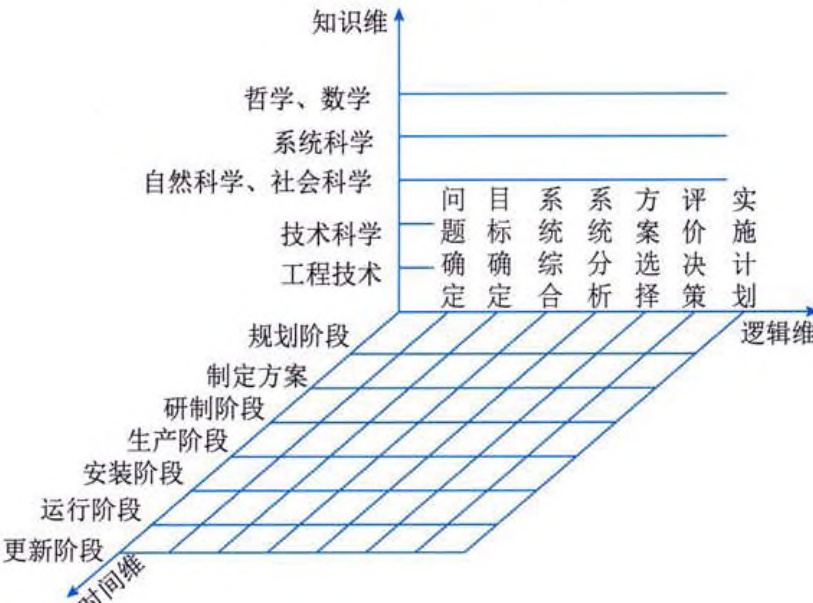 知识维
哲学、数学
系统科学
自然科学、社会科学
技术科学
工程技术
问题确定
目标确定
系统综合
系统分析
方案选择
评价决策
实施计划
逻辑维
规划阶段
制定方案
研制阶段
生产阶段
安装阶段
运行阶段
更新阶段
时间维